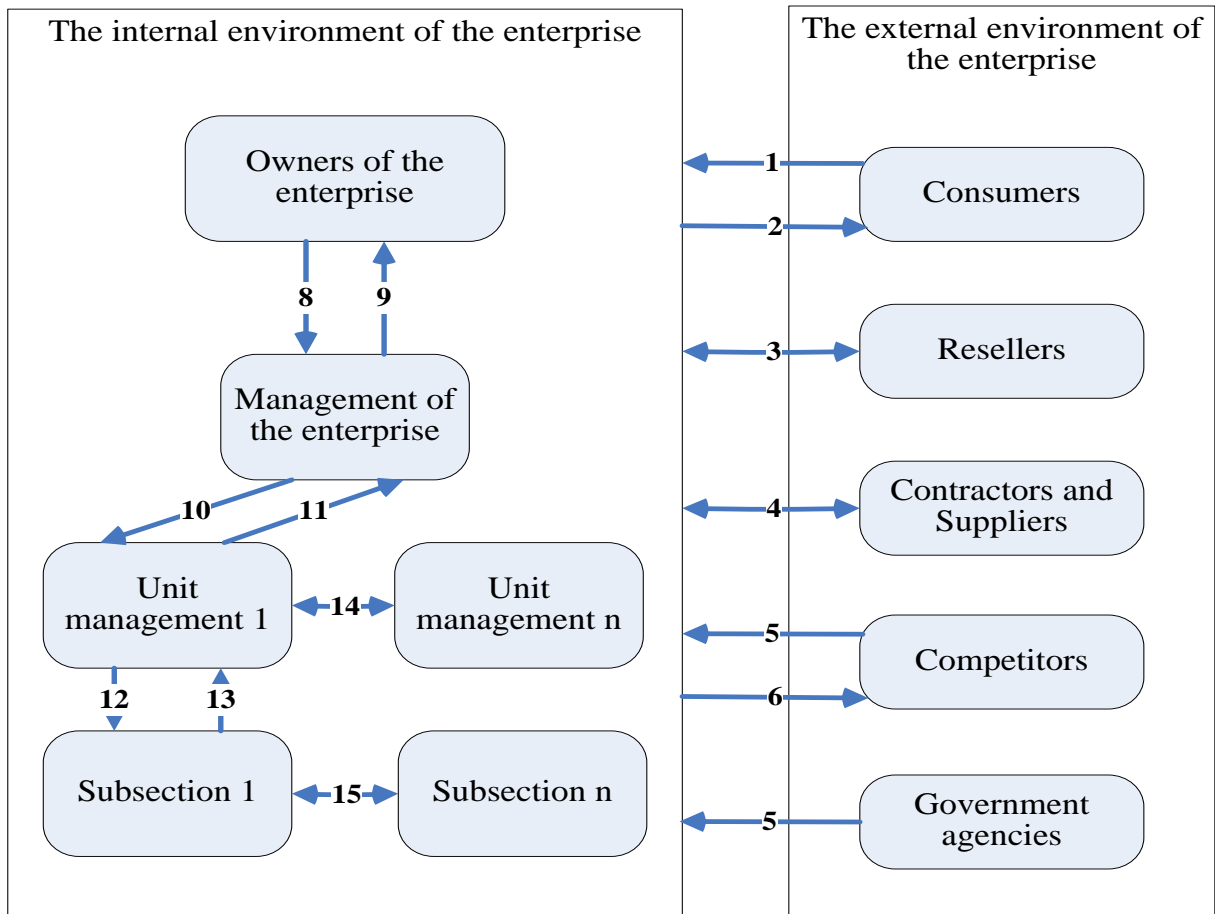 The internal environment of the enterprise
Owners of the
enterprise
8
9
Management of
the enterprise
10
11
Unit
management 1
14
Unit
management n
12
13
Subsection 1
15
Subsection n
The external environment of
the enterprise
1
Consumers
2
3
Resellers
4
Contractors and
Suppliers
5
Competitors
6
5
Government
agencies